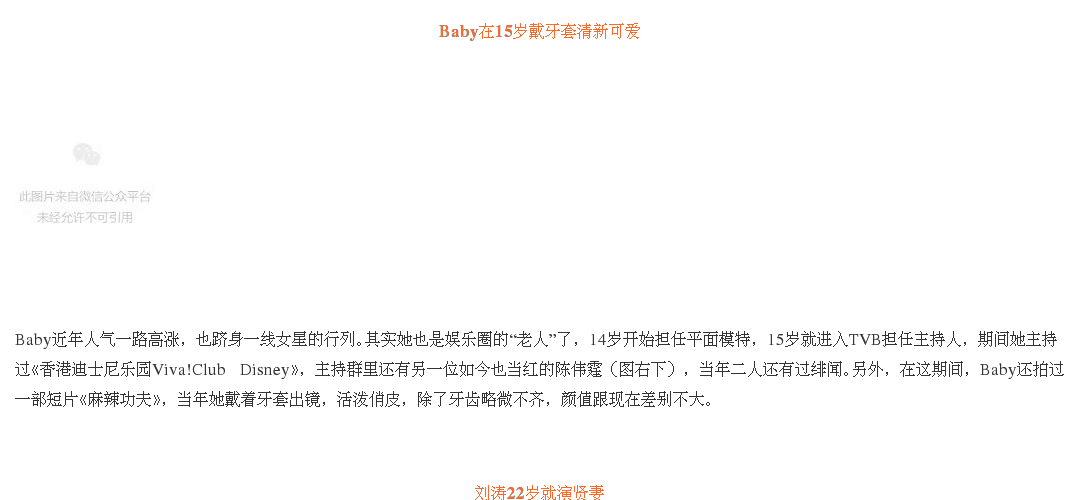 Baby在15岁戴牙套清新可爱
此图片来自微信公众平台
未经允许不可引用
Baby近年人气一路高涨，也跻身一线女星的行列。其实她也是娱乐圈的“老人”了，14岁开始担任平面模特，15岁就进入TVB担任主持人，期间她主持
过《香港迪士尼乐园Viva!Club Disney》，主持群里还有另一位如今也当红的陈伟霆（图右下），当年二人还有过绯闻。另外，在这期间，Baby还拍过
一部短片《麻辣功夫》，当年她戴着牙套出镜，活泼俏皮，除了牙齿略微不齐，颜值跟现在差别不大。
刘涛22岁就演贤妻